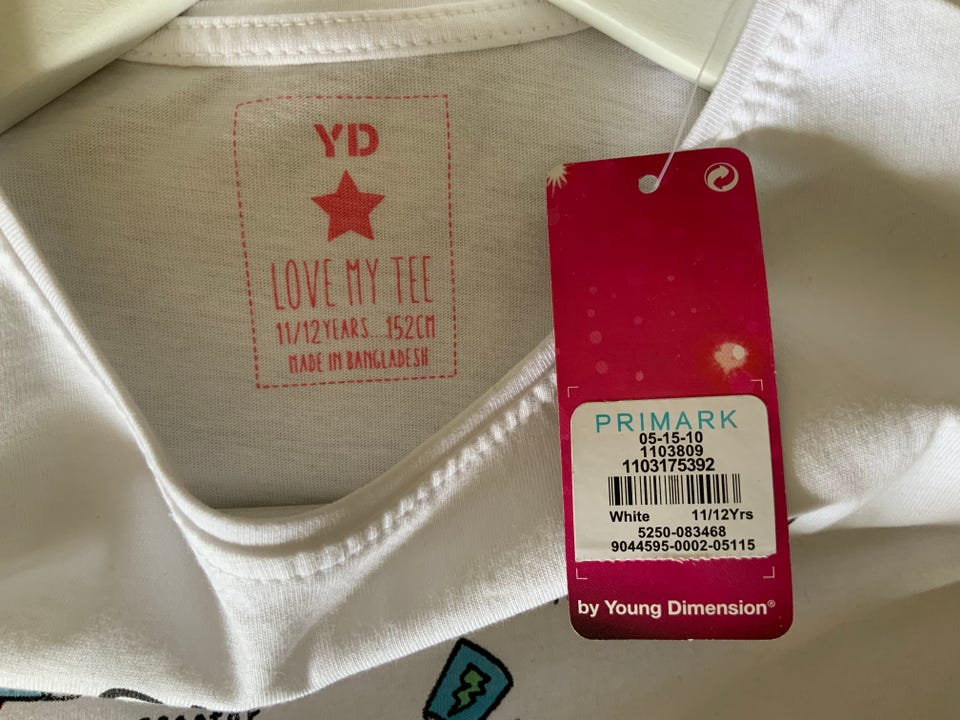 YD
LOVE MY TEE
11/12YEARS...152CM
MADE IN BANGLADESH
PRIMARK
05-15-10
1103809
1103175392
White 11/12Yrs
5250-083468
9044595-0002-05115
by Young Dimension®